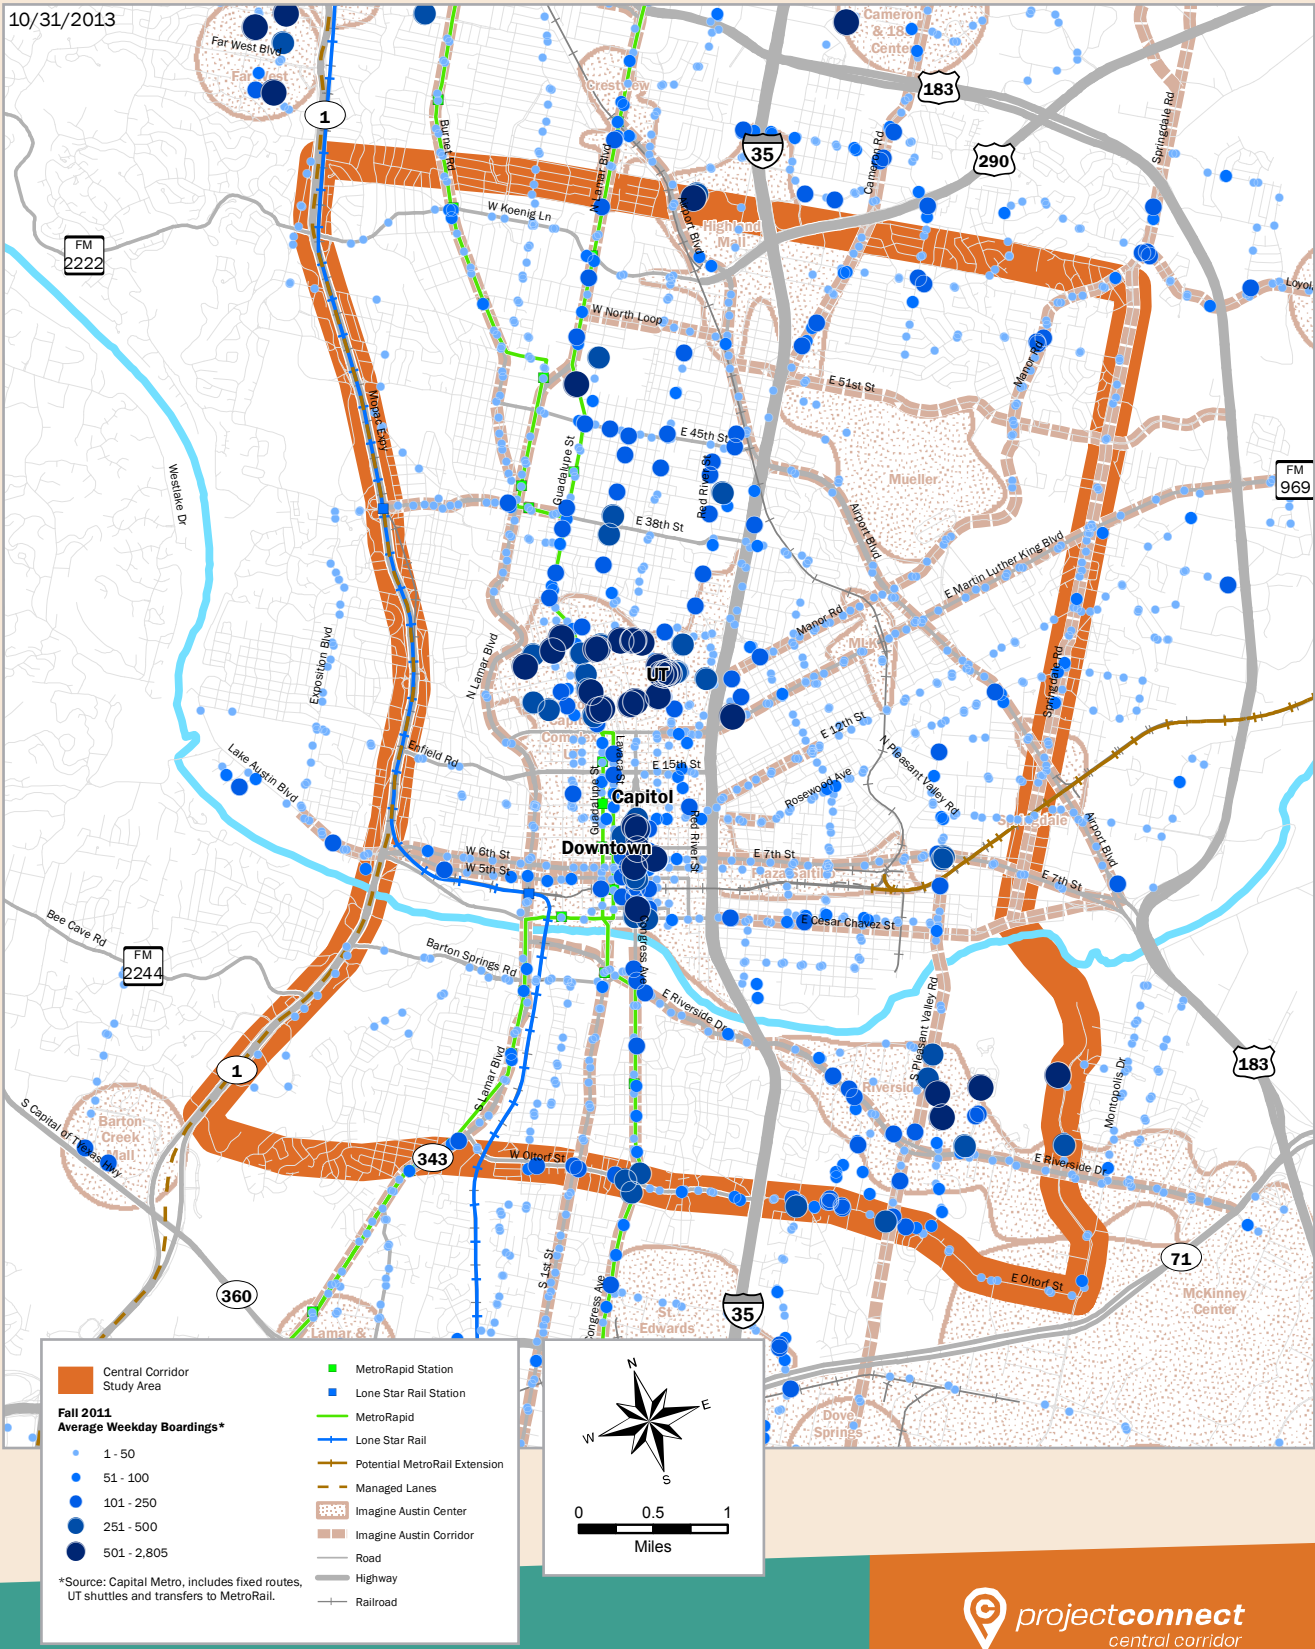 10/31/2013
Far West Blvd
Far West
Cameron
& 183
Center
1
183
290
35
Crestview
Burnet Rd
N Lamar Blvd
Airport Blvd
Cameron Rd
Springdale Rd
Highland
Mall
W Koenig Ln
FM
2222
Loyol
W North Loop
Manor Rd
E 51st St
Mopac Expy
Westlake Dr
E 45th St
Guadalupe St
Red River St
Mueller
FM
969
E 38th St
Airport Blvd
E Martin Luther King Blvd
Manor Rd
MLK
Exposition Blvd
N Lamar Blvd
UT
Springdale Rd
E 12th St
N Pleasant Valley Rd
Enfield Rd
Lake Austin Blvd
Lavaca St
E 15th St
Guadalupe St
Capitol
Rosewood Ave
Red River St
Airport Blvd
Downtown
W 6th St
W 5th St
E 7th St
Plaza Saltillo
E 7th St
E Cesar Chavez St
Congress Ave
Bee Cave Rd
FM
2244
Barton Springs Rd
E Riverside Dr
S Pleasant Valley Rd
1
183
S Lamar Blvd
Riverside
Montopolis Dr
Barton
Creek
Mall
S Capital of Texas Hwy
343
W Oltorf St
E Riverside Dr
71
S 1st St
E Oltorf St
360
McKinney
Center
Congress Ave
35
St.
Edwards
Lamar &
Dove
Springs
Central Corridor
Study Area
Fall 2011
Average Weekday Boardings*
1 - 50
51 - 100
101 - 250
251 - 500
501 - 2,805
*Source: Capital Metro, includes fixed routes,
UT shuttles and transfers to MetroRail.
MetroRapid Station
Lone Star Rail Station
MetroRapid
Lone Star Rail
Potential MetroRail Extension
Managed Lanes
Imagine Austin Center
Imagine Austin Corridor
Road
Highway
Railroad
N
E
W
S
0 0.5 1
Miles
projectconnect
central corridor